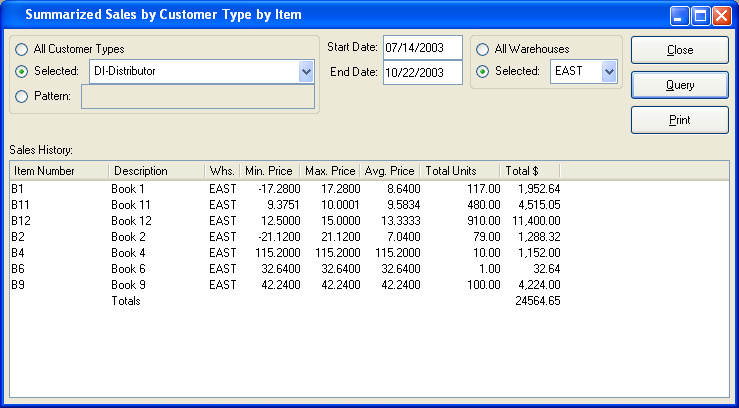 Summarized Sales by Customer Type by Item
All Customer Types
Selected: DI-Distributor
Pattern:
Start Date: 07/14/2003
End Date: 10/22/2003
All Warehouses
Selected: EAST
Close
Query
Print
Sales History:
Item Number Description Whs. Min. Price Max. Price Avg. Price Total Units Total $
B1 Book 1 EAST -17.2800 17.2800 8.6400 117.00 1,952.64
B11 Book 11 EAST 9.3751 10.0001 9.5834 480.00 4,515.05
B12 Book 12 EAST 12.5000 15.0000 13.3333 910.00 11,400.00
B2 Book 2 EAST -21.1200 21.1200 7.0400 79.00 1,288.32
B4 Book 4 EAST 115.2000 115.2000 115.2000 10.00 1,152.00
B6 Book 6 EAST 32.6400 32.6400 32.6400 1.00 32.64
B9 Book 9 EAST 42.2400 42.2400 42.2400 100.00 4,224.00
Totals 24564.65